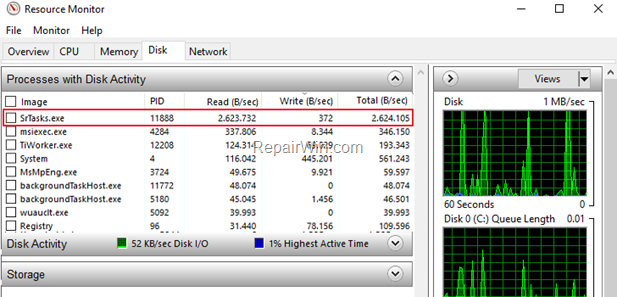 Resource Monitor
File Monitor Help
Overview CPU Memory Disk Network
Processes with Disk Activity
Image PID Read (B/sec) Write (B/sec) Total (B/sec)
SrTasks.exe 11888 2.623.732 372 2.624.105
msiexec.exe 4284 337.806 8.344 346.150
TiWorker.exe 12208 124.314 193.343
System 4 116.042 445.201 561.243
MsMpEng.exe 3724 49.675 9.921 59.597
backgroundTaskHost.exe 11772 48.074 0 48.074
backgroundTaskHost.exe 5180 45.045 1.456 46.501
wuauclt.exe 5092 39.993 0 39.993
Registry 96 31.440 78.156 109.596
RepairWin.com
Disk Activity 52 KB/sec Disk I/O 1% Highest Active Time
Storage
Views
Disk 1 MB/sec
60 Seconds 0
Disk 0 (C:) Queue Length 0.01